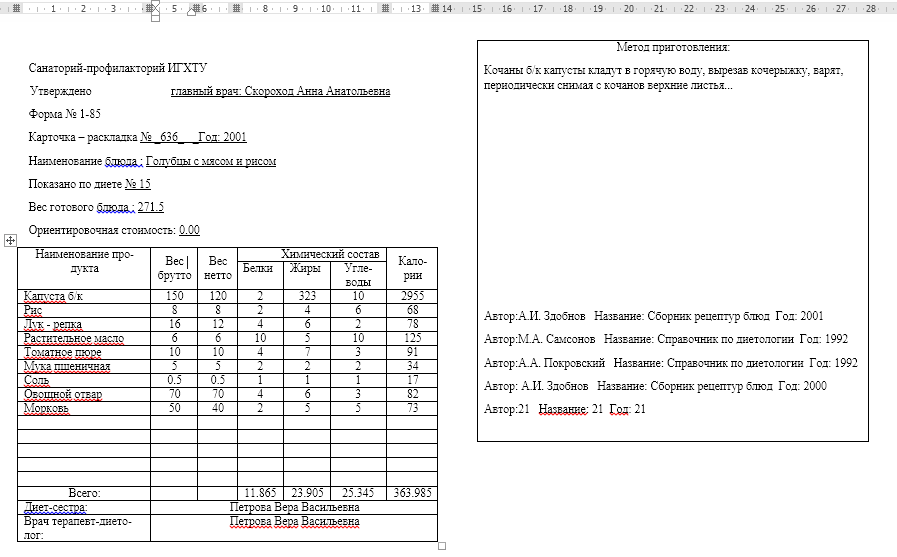 1 2 3 4 5 6 7 8 9 10 11 12 13 14 15 16 17 18 19 20 21 22 23 24 25 26 27 28
Санаторий-профилакторий ИГХТУ
Утверждено главный врач: Скороход Анна Анатольевна
Форма № 1-85
Карточка – раскладка № _636_ _Год: 2001
Наименование блюда : Голубцы с мясом и рисом
Показано по диете № 15
Вес готового блюда : 271.5
Ориентировочная стоимость: 0.00
Наименование про-
дукта
Вес
брутто
Вес
нетто
Химический состав
Белки Жиры Угле-
воды
Кало-
рии
Капуста б/к 150 120 2 323 10 2955
Рис 8 8 2 4 6 68
Лук - репка 16 12 4 6 2 78
Растительное масло 6 6 10 5 10 125
Томатное пюре 10 10 4 7 3 91
Мука пшеничная 5 5 2 2 2 34
Соль 0.5 0.5 1 1 1 17
Овощной отвар 70 70 4 6 3 82
Морковь 50 40 2 5 5 73
Всего: 11.865 23.905 25.345 363.985
Диет-сестра: Петрова Вера Васильевна
Врач терапевт-дието-
лог: Петрова Вера Васильевна
Метод приготовления:
Кочаны б/к капусты кладут в горячую воду, вырезав кочерыжку, варят,
периодически снимая с кочанов верхние листья...
Автор:А.И. Здобнов Название: Сборник рецептур блюд Год: 2001
Автор:М.А. Самсонов Название: Справочник по диетологии Год: 1992
Автор:А.А. Покровский Название: Справочник по диетологии Год: 1992
Автор: А.И. Здобнов Название: Сборник рецептур блюд Год: 2000
Автор:21 Название: 21 Год: 21